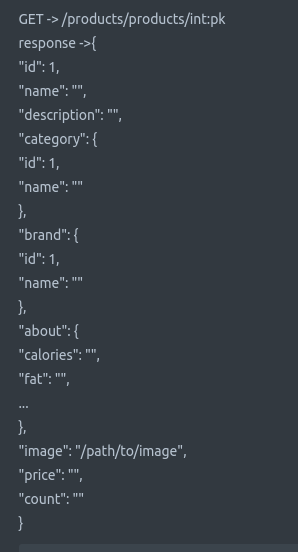 GET -> /products/products/int:pk
response ->{
"id": 1,
"name": "",
"description": "",
"category": {
"id": 1,
"name": ""
},
"brand": {
"id": 1,
"name": ""
},
"about": {
"calories": "",
"fat": "",
...
},
"image": "/path/to/image",
"price": "",
"count": ""
}